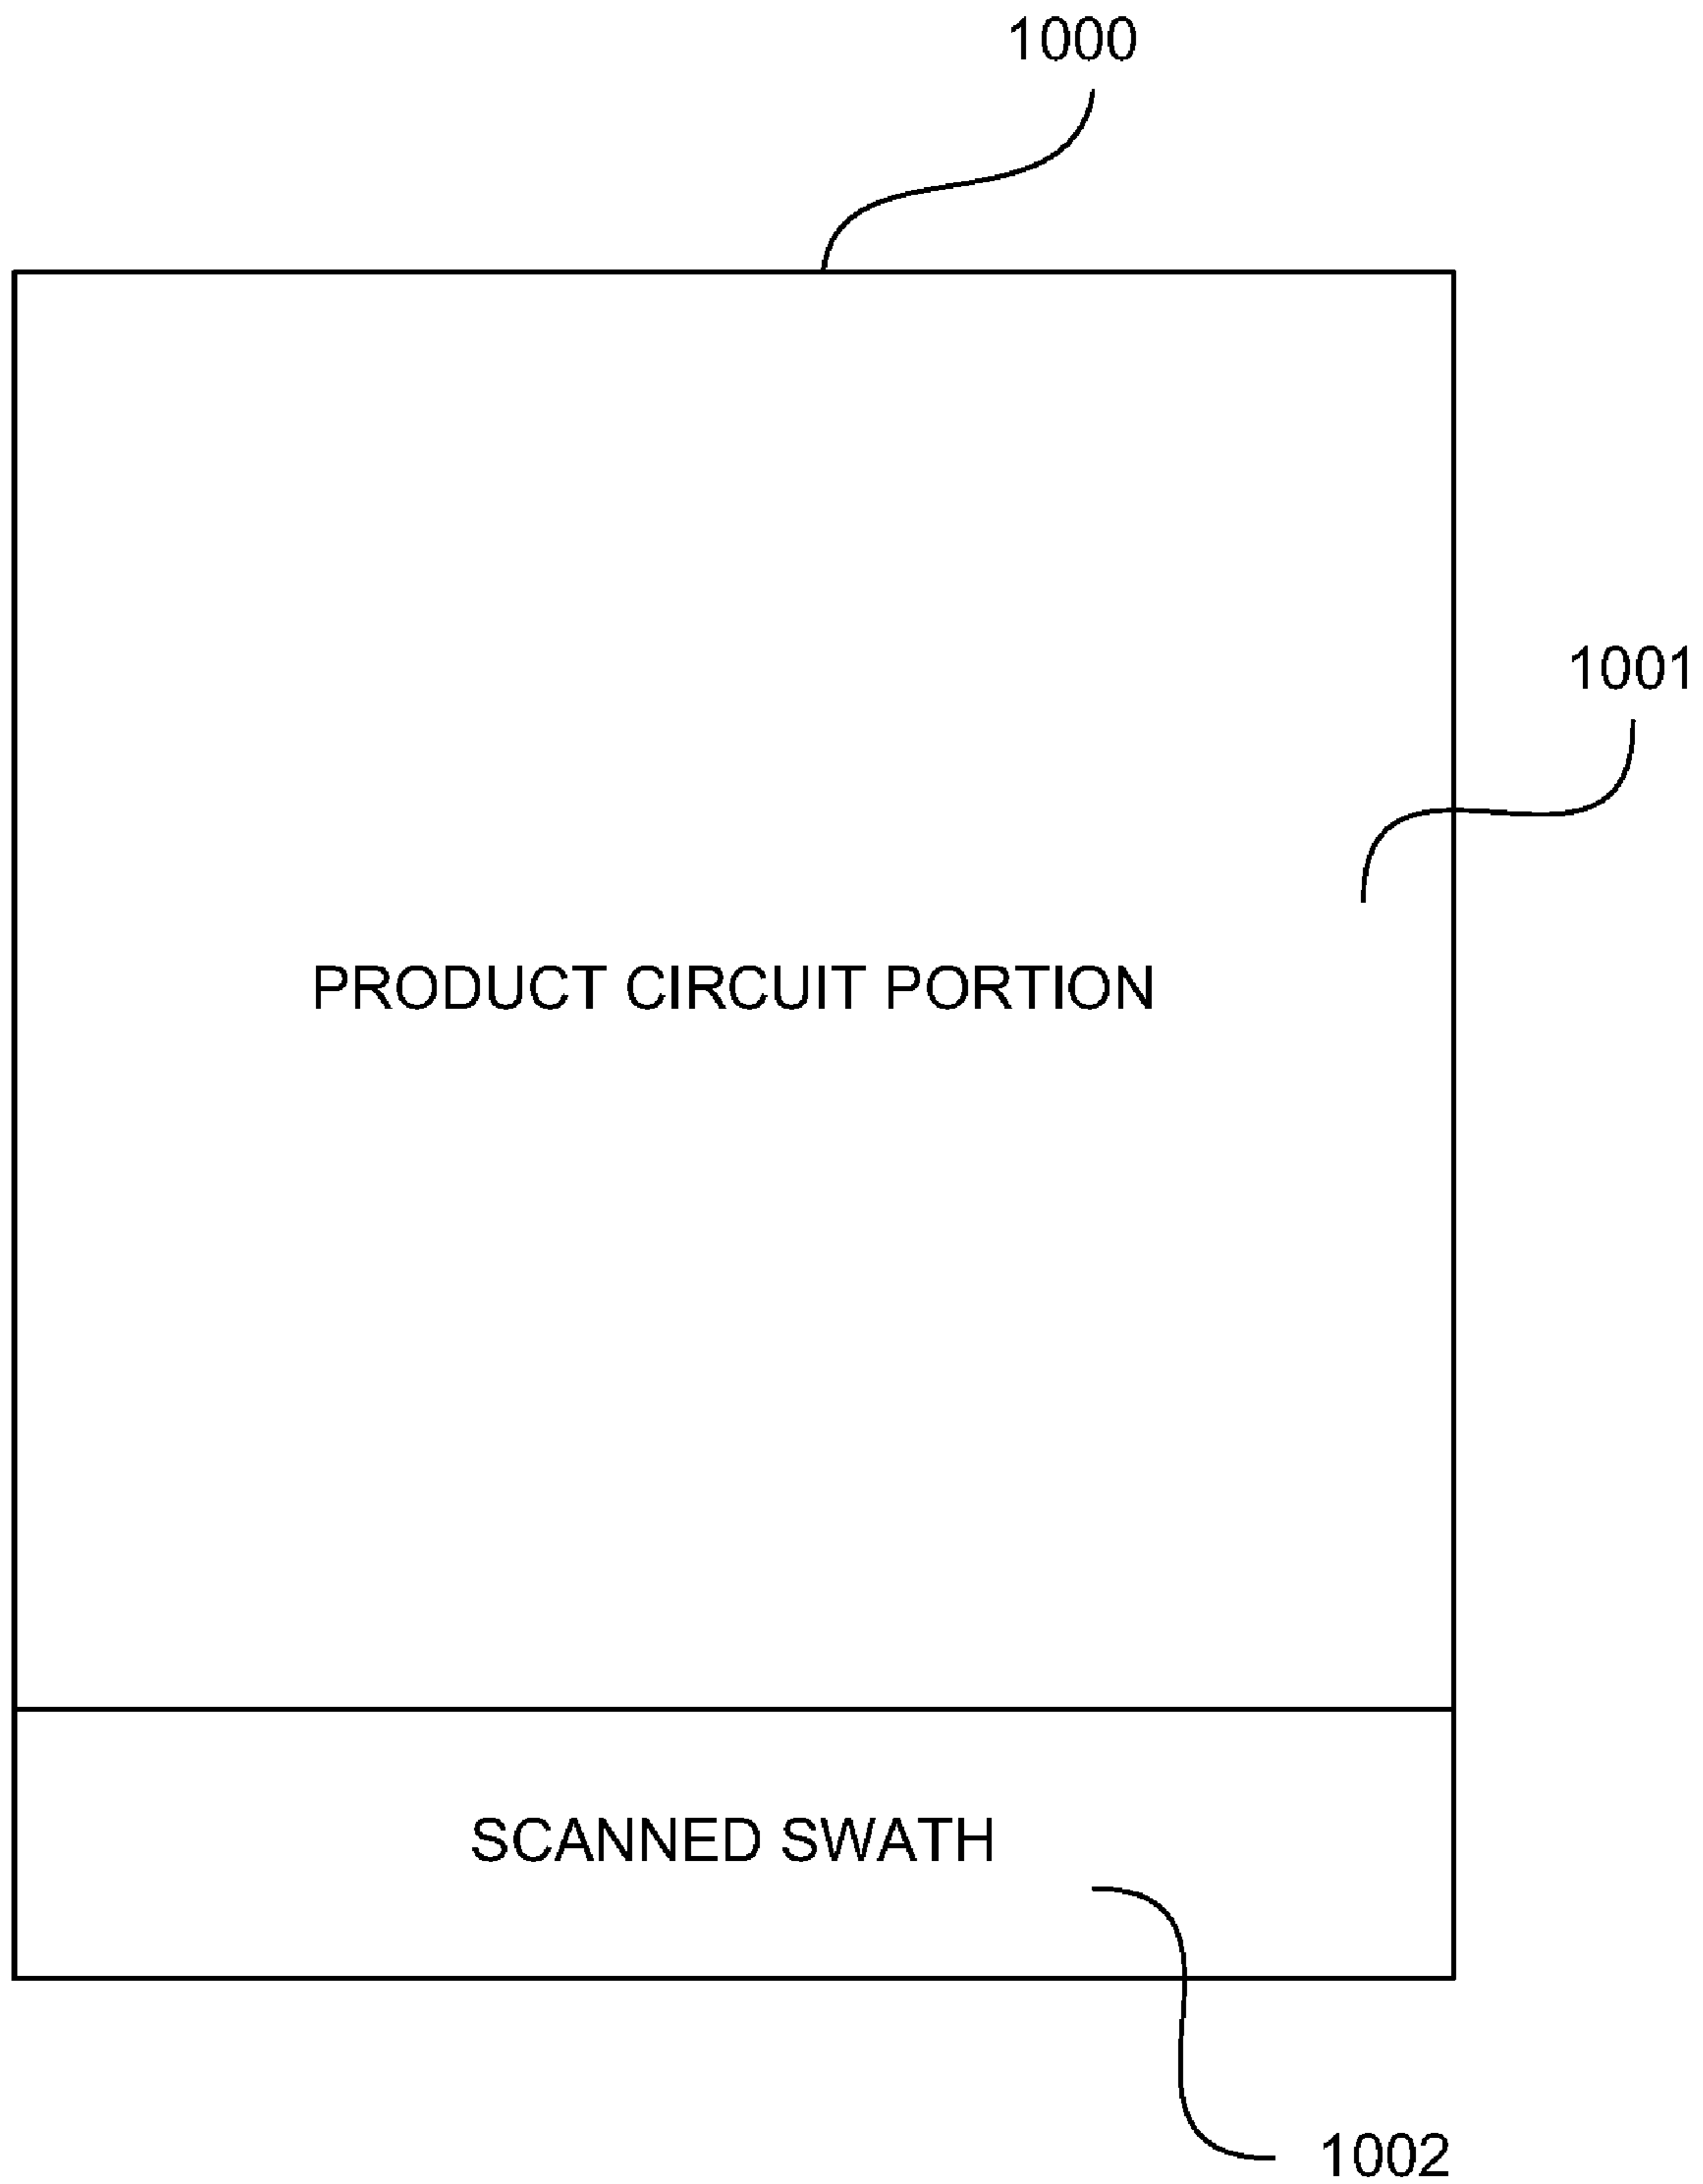 1000
1001
PRODUCT CIRCUIT PORTION
SCANNED SWATH
1002